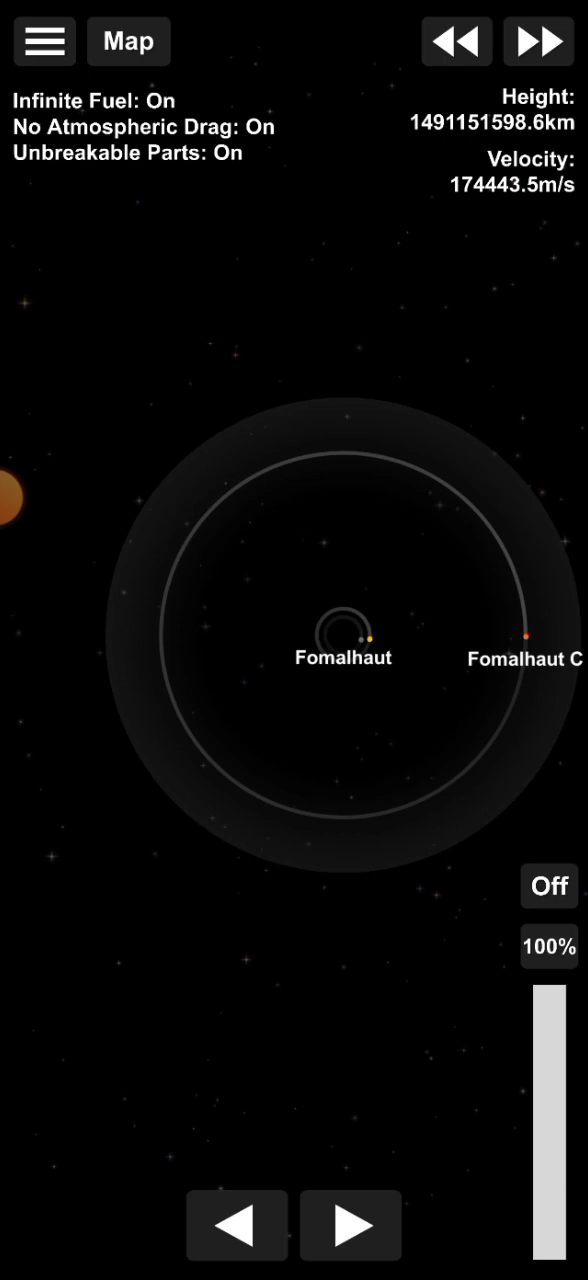 Map
Infinite Fuel: On
No Atmospheric Drag: On
Unbreakable Parts: On
Height:
1491151598.6km
Velocity:
174443.5m/s
Fomalhaut
Fomalhaut C
Off
100%